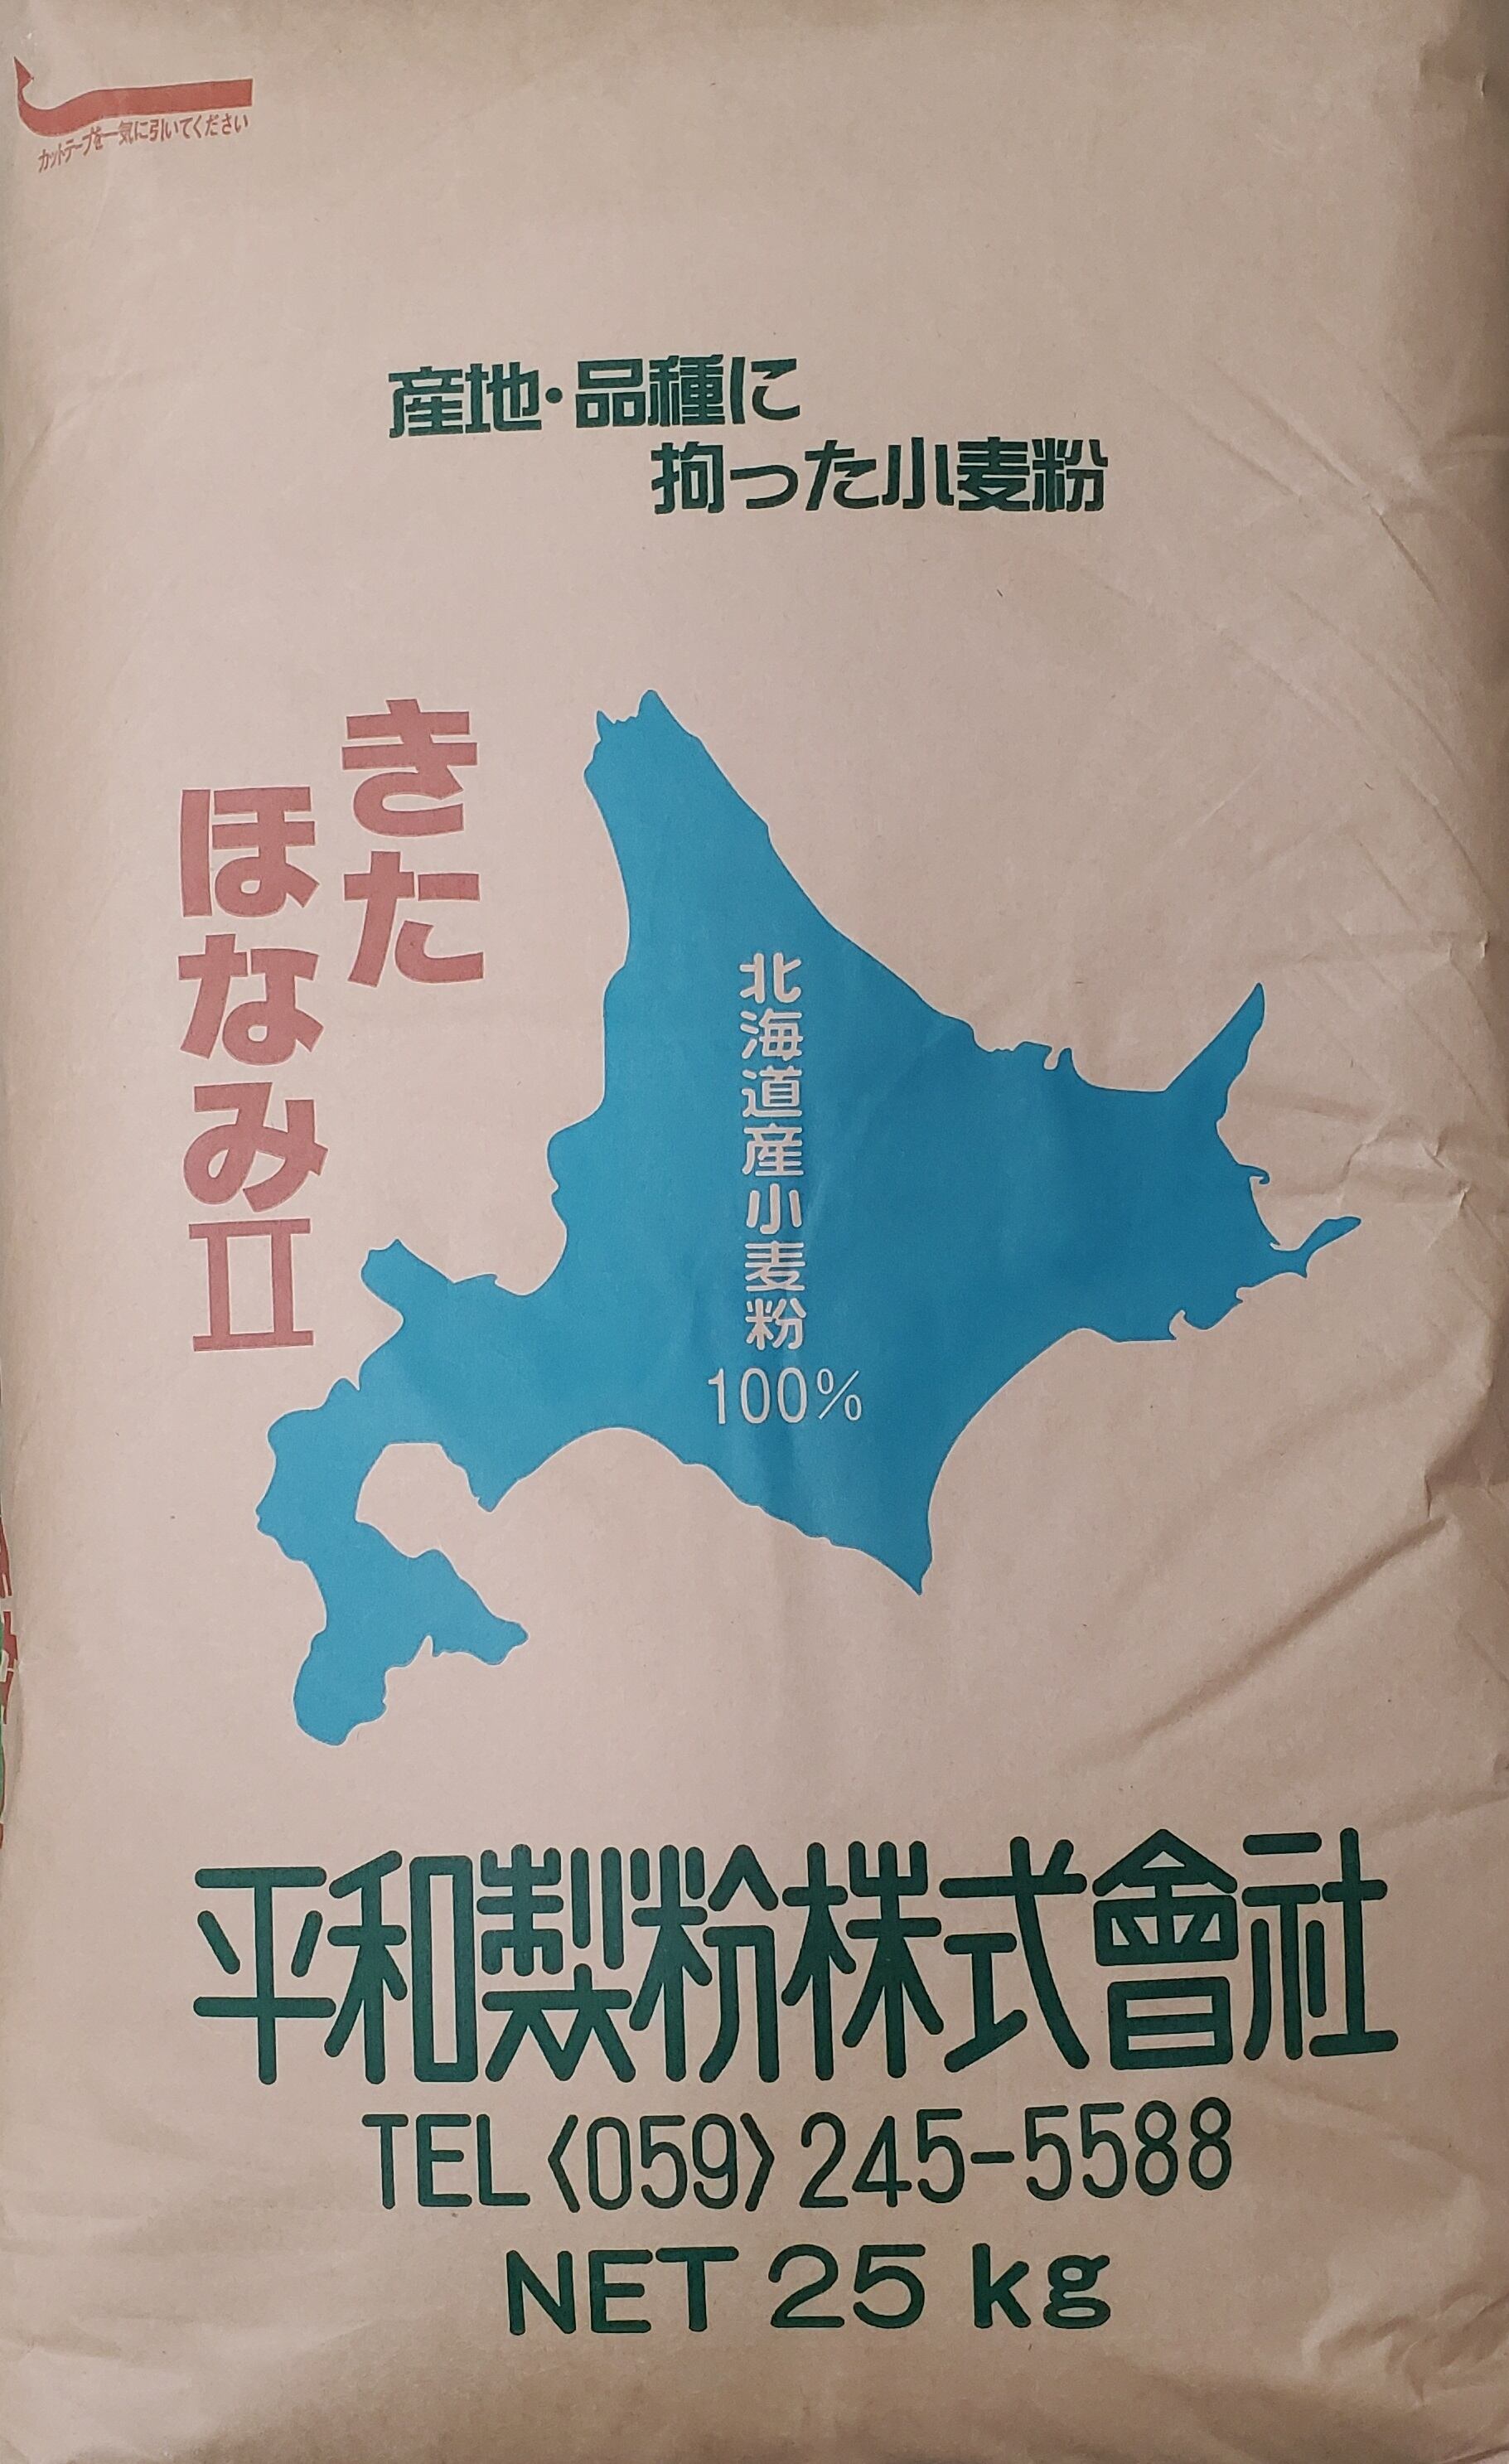 カットテープを一気に引いてください
産地・品種に
拘った小麦粉
きた
ほなみⅡ
北海道産小麦粉
100%
平和製粉株式會社
TEL〈059〉245-5588
NET 25 kg